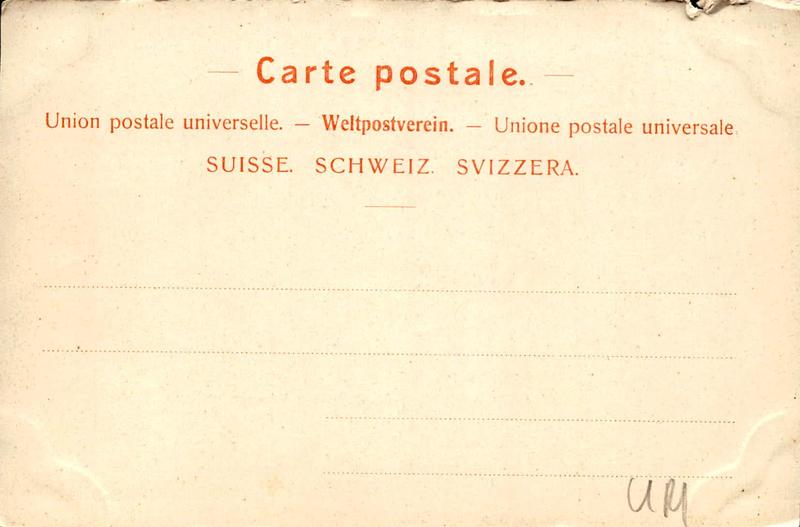 — Carte postale. —
Union postale universelle. — Weltpostverein. — Unione postale universale
SUISSE. SCHWEIZ. SVIZZERA.